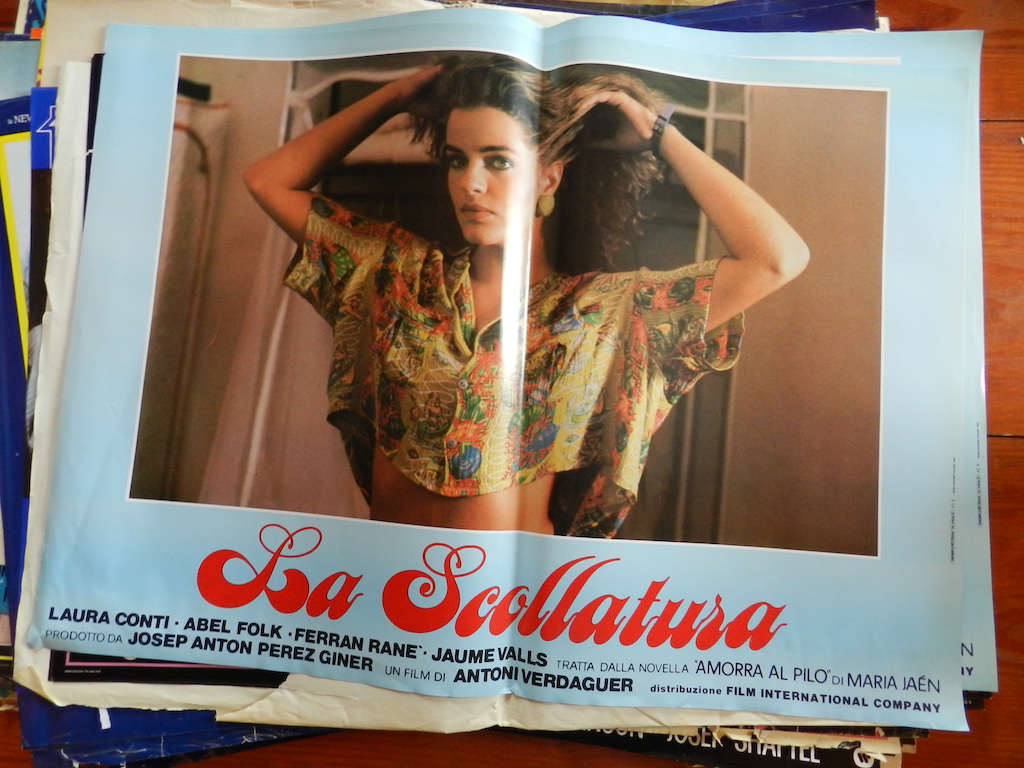 La Scollatura
LAURA CONTI · ABEL FOLK · FERRAN RANE' · JAUME VALLS
PRODOTTO DA JOSEP ANTON PEREZ GINER UN FILM DI ANTONI VERDAGUER
TRATTA DALLA NOVELLA "AMORRA AL PILO" DI MARIA JAÉN
distribuzione FILM INTERNATIONAL COMPANY
N
NY